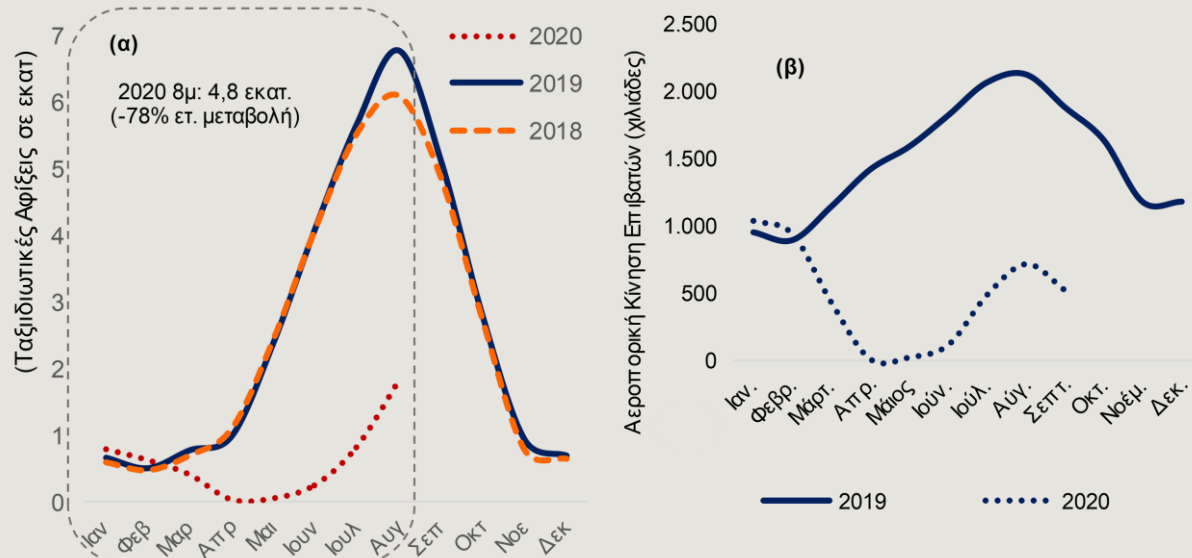 (α)
2020 8μ: 4,8 εκατ.
(-78% ετ. μεταβολή)
2020
2019
2018
(Ταξιδιωτικές Αφίξεις σε εκατ)
7
6
5
4
3
2
1
0
Ιαν Φεβ Μαρ Απρ Μαι Ιουν Ιουλ Αυγ Σεπ Οκτ Νοε Δεκ
(β)
Αεροπορική Κίνηση Επιβατών (χιλιάδες)
2.500
2.000
1.500
1.000
500
0
Ιαν. Φεβρ. Μάρτ. Απρ. Μάιος Ιούν. Ιούλ. Αύγ. Σεπτ. Οκτ. Νοέμ. Δεκ.
2019 2020